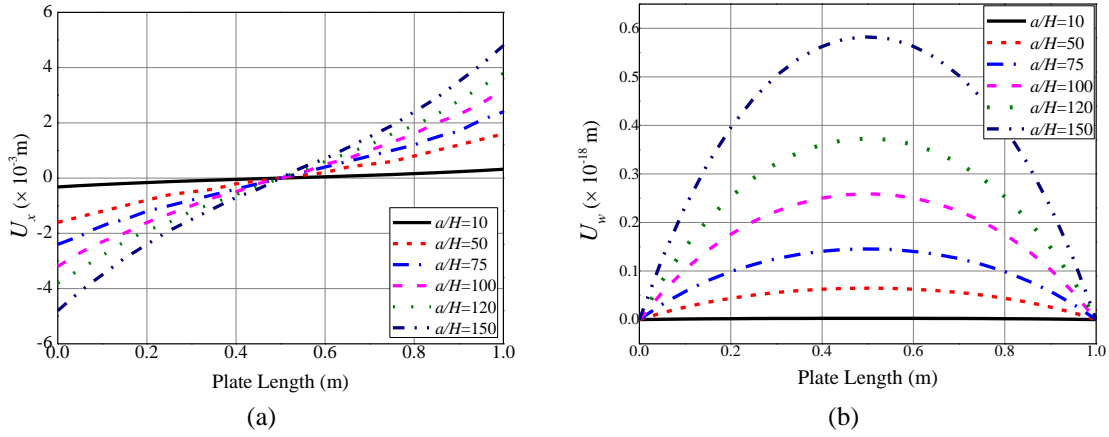 6
4
2
0
-2
-4
-6
0.0 0.2 0.4 0.6 0.8 1.0
U_x (× 10^-3 m)
Plate Length (m)
a/H=10
a/H=50
a/H=75
a/H=100
a/H=120
a/H=150
(a)
0.6
0.5
0.4
0.3
0.2
0.1
0.0
0.0 0.2 0.4 0.6 0.8 1.0
U_w (× 10^-18 m)
Plate Length (m)
a/H=10
a/H=50
a/H=75
a/H=100
a/H=120
a/H=150
(b)